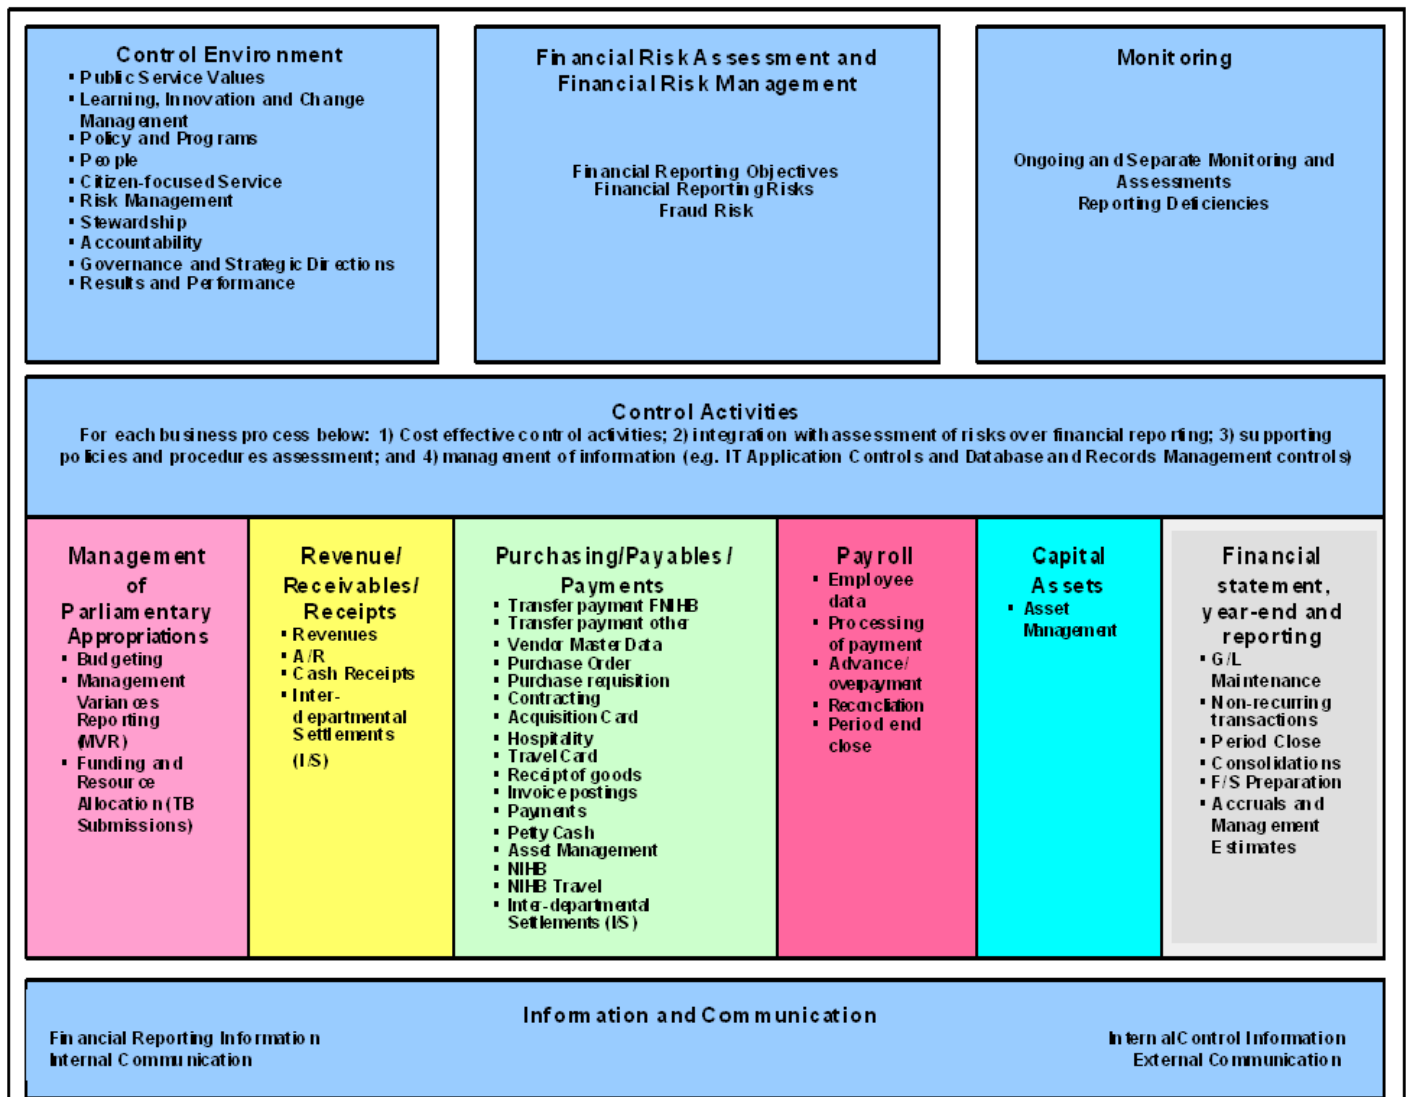 Control Environment
▪ Public Service Values
▪ Learning, Innovation and Change
Management
▪ Policy and Programs
▪ People
▪ Citizen-focused Service
▪ Risk Management
▪ Stewardship
▪ Accountability
▪ Governance and Strategic Directions
▪ Results and Performance
Financial Risk Assessment and
Financial Risk Management
Financial Reporting Objectives
Financial Reporting Risks
Fraud Risk
Monitoring
Ongoing and Separate Monitoring and
Assessments
Reporting Deficiencies
Control Activities
For each business process below: 1) Cost effective control activities; 2) integration with assessment of risks over financial reporting; 3) supporting
policies and procedures assessment; and 4) management of information (e.g. IT Application Controls and Database and Records Management controls)
Management
of
Parliamentary
Appropriations
▪ Budgeting
▪ Management
Variances
Reporting
(MVR)
▪ Funding and
Resource
Allocation (TB
Submissions)
Revenue/
Receivables/
Receipts
▪ Revenues
▪ A/R
▪ Cash Receipts
▪ Inter-
departmental
Settlements
(I/S)
Purchasing/Payables/
Payments
▪ Transfer payment FNIHB
▪ Transfer payment other
▪ Vendor Master Data
▪ Purchase Order
▪ Purchase requisition
▪ Contracting
▪ Acquisition Card
▪ Hospitality
▪ Travel Card
▪ Receipt of goods
▪ Invoice postings
▪ Payments
▪ Petty Cash
▪ Asset Management
▪ NIHB
▪ NIHB Travel
▪ Inter-departmental
Settlements (I/S)
Payroll
▪ Employee
data
▪ Processing
of payment
▪ Advance/
overpayment
▪ Reconciliation
▪ Period end
close
Capital
Assets
▪ Asset
Management
Financial
statement,
year-end and
reporting
▪ G/L
Maintenance
▪ Non-recurring
transactions
▪ Period Close
▪ Consolidations
▪ F/S Preparation
▪ Accruals and
Management
Estimates
Information and Communication
Financial Reporting Information
Internal Communication
Internal Control Information
External Communication